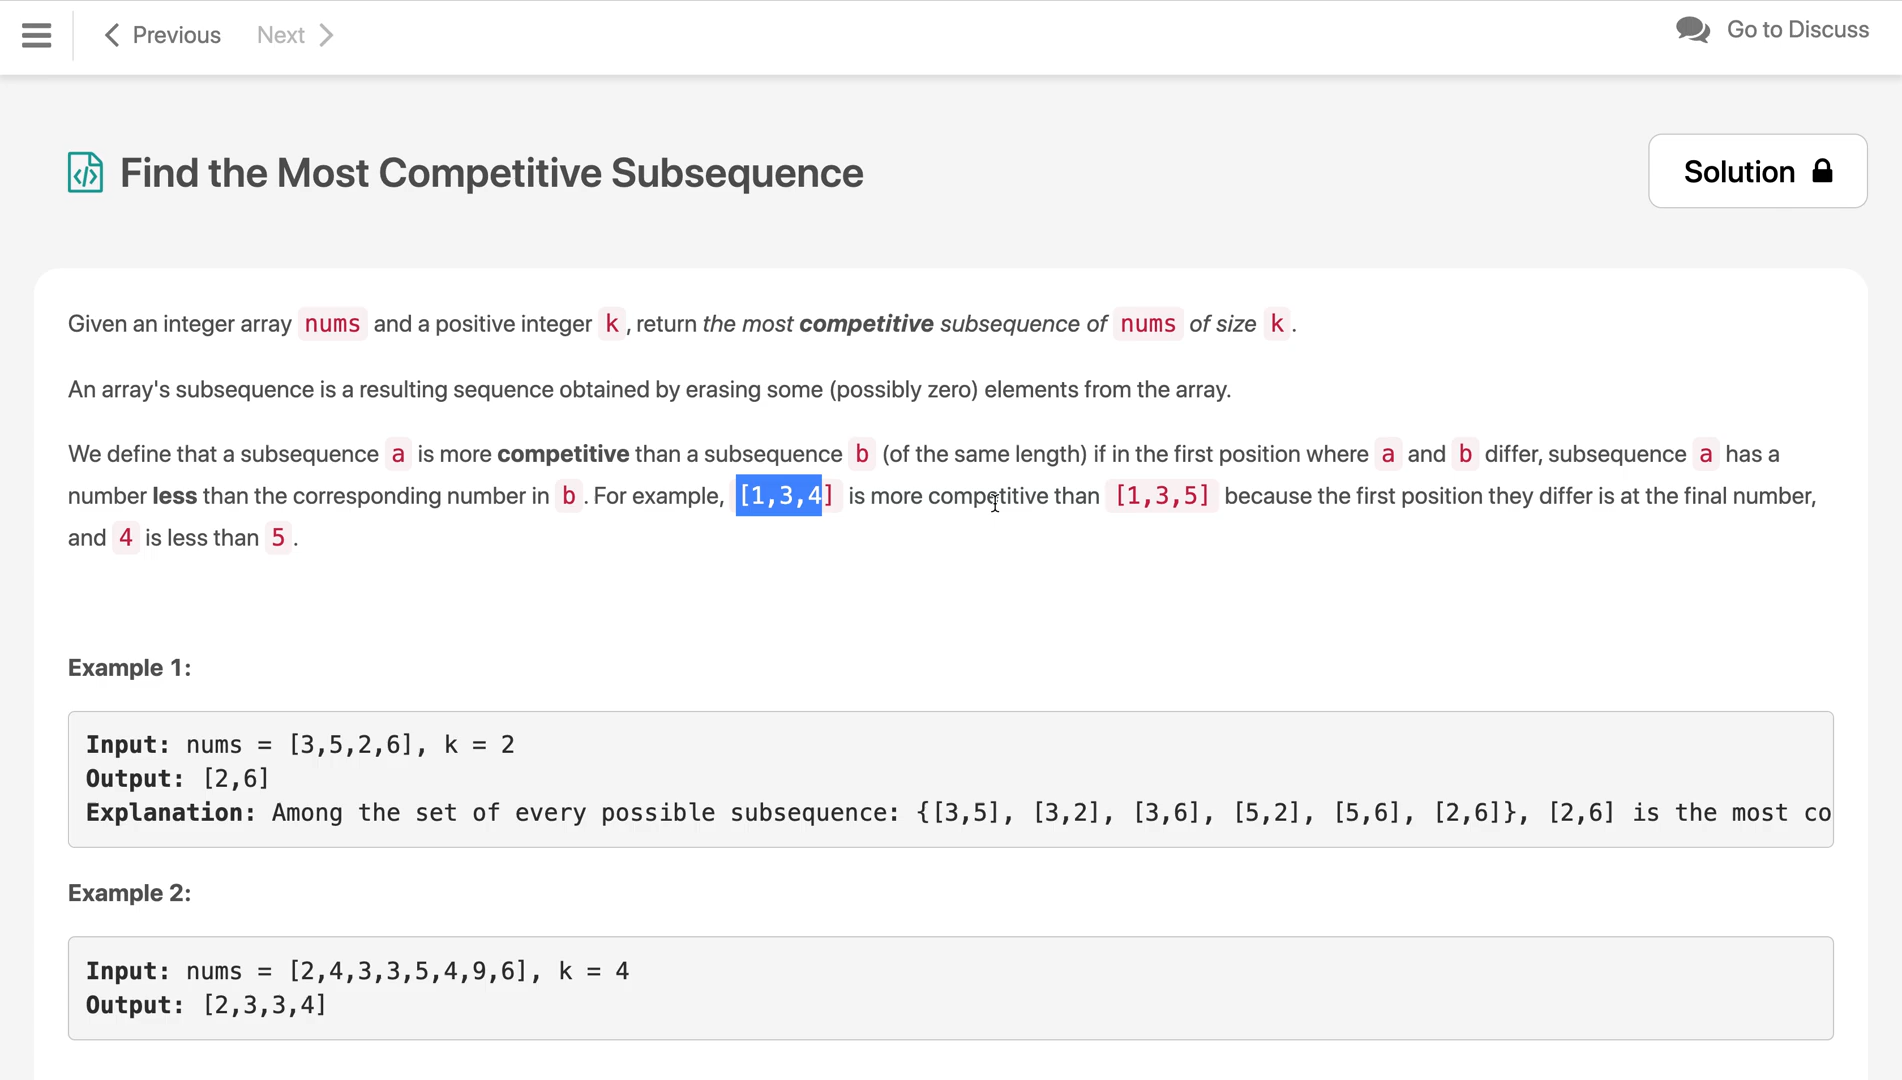 Previous Next Go to Discuss
Find the Most Competitive Subsequence
Solution
Given an integer array nums and a positive integer k, return the most competitive subsequence of nums of size k.
An array's subsequence is a resulting sequence obtained by erasing some (possibly zero) elements from the array.
We define that a subsequence a is more competitive than a subsequence b (of the same length) if in the first position where a and b differ, subsequence a has a
number less than the corresponding number in b. For example, [1,3,4] is more competitive than [1,3,5] because the first position they differ is at the final number,
and 4 is less than 5.
Example 1:
Input: nums = [3,5,2,6], k = 2
Output: [2,6]
Explanation: Among the set of every possible subsequence: {[3,5], [3,2], [3,6], [5,2], [5,6], [2,6]}, [2,6] is the most co
Example 2:
Input: nums = [2,4,3,3,5,4,9,6], k = 4
Output: [2,3,3,4]